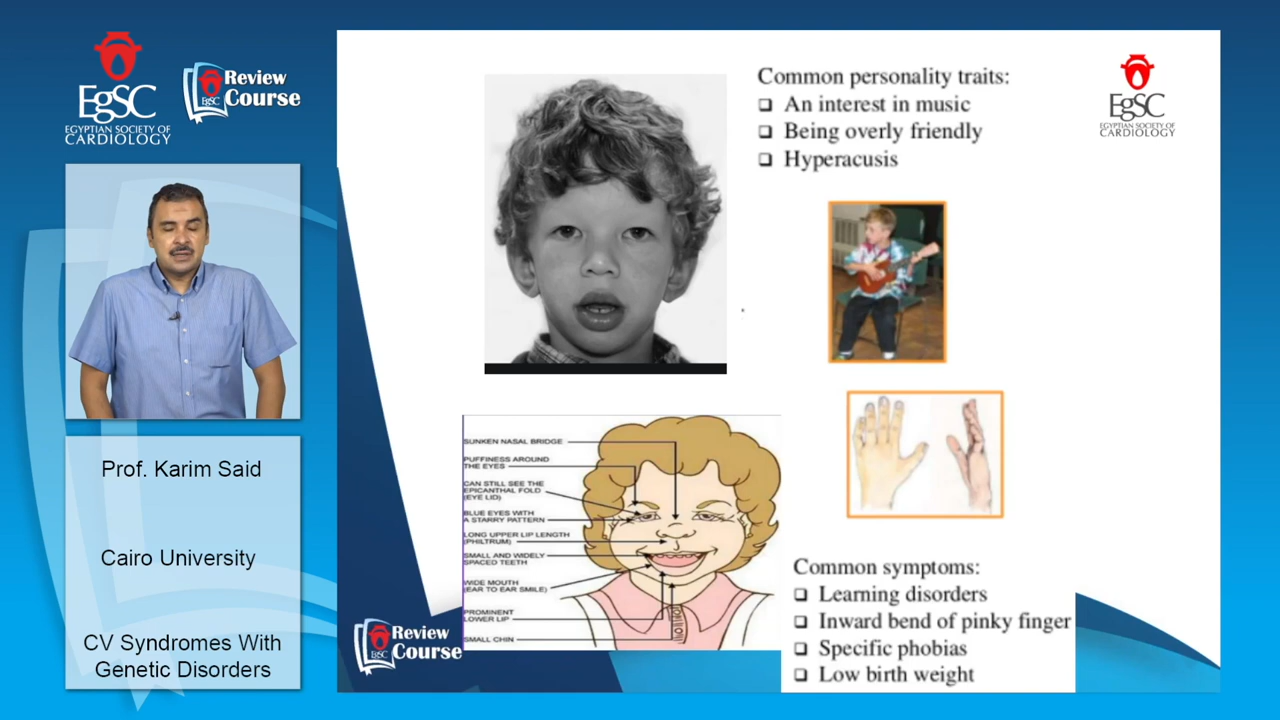 EgSC
EGYPTIAN SOCIETY OF
CARDIOLOGY
EgSC
Review
Course
Prof. Karim Said
Cairo University
CV Syndromes With
Genetic Disorders
Common personality traits:
An interest in music
Being overly friendly
Hyperacusis
EgSC
EGYPTIAN SOCIETY OF
CARDIOLOGY
SUNKEN NASAL BRIDGE
PUFFINESS AROUND
THE EYES
CAN STILL SEE THE
EPICANTHAL FOLD
(EYE LID)
BLUE EYES WITH
A STARRY PATTERN
LONG UPPER LIP LENGTH
(PHILTRUM)
SMALL AND WIDELY
SPACED TEETH
WIDE MOUTH
(EAR TO EAR SMILE)
PROMINENT
LOWER LIP
SMALL CHIN
Common symptoms:
Learning disorders
Inward bend of pinky finger
Specific phobias
Low birth weight
EgSC
Review
Course